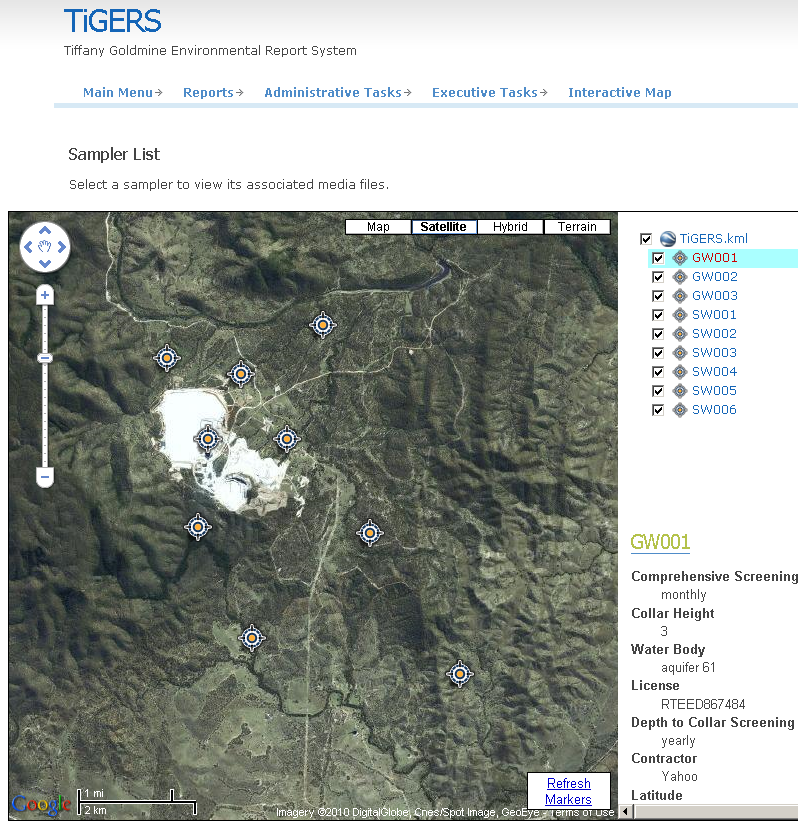 TiGERS
Tiffany Goldmine Environmental Report System
Main Menu Reports Administrative Tasks Executive Tasks Interactive Map
Sampler List
Select a sampler to view its associated media files.
Map Satellite Hybrid Terrain
TiGERS.kml
GW001
GW002
GW003
SW001
SW002
SW003
SW004
SW005
SW006
GW001
Comprehensive Screening
monthly
Collar Height
3
Water Body
aquifer 61
License
RTEED867484
Depth to Collar Screening
yearly
Contractor
Yahoo
Latitude
Refresh
Markers
1 mi
2 km
Google
Imagery ©2010 DigitalGlobe, Cnes/Spot Image, GeoEye - Terms of Use